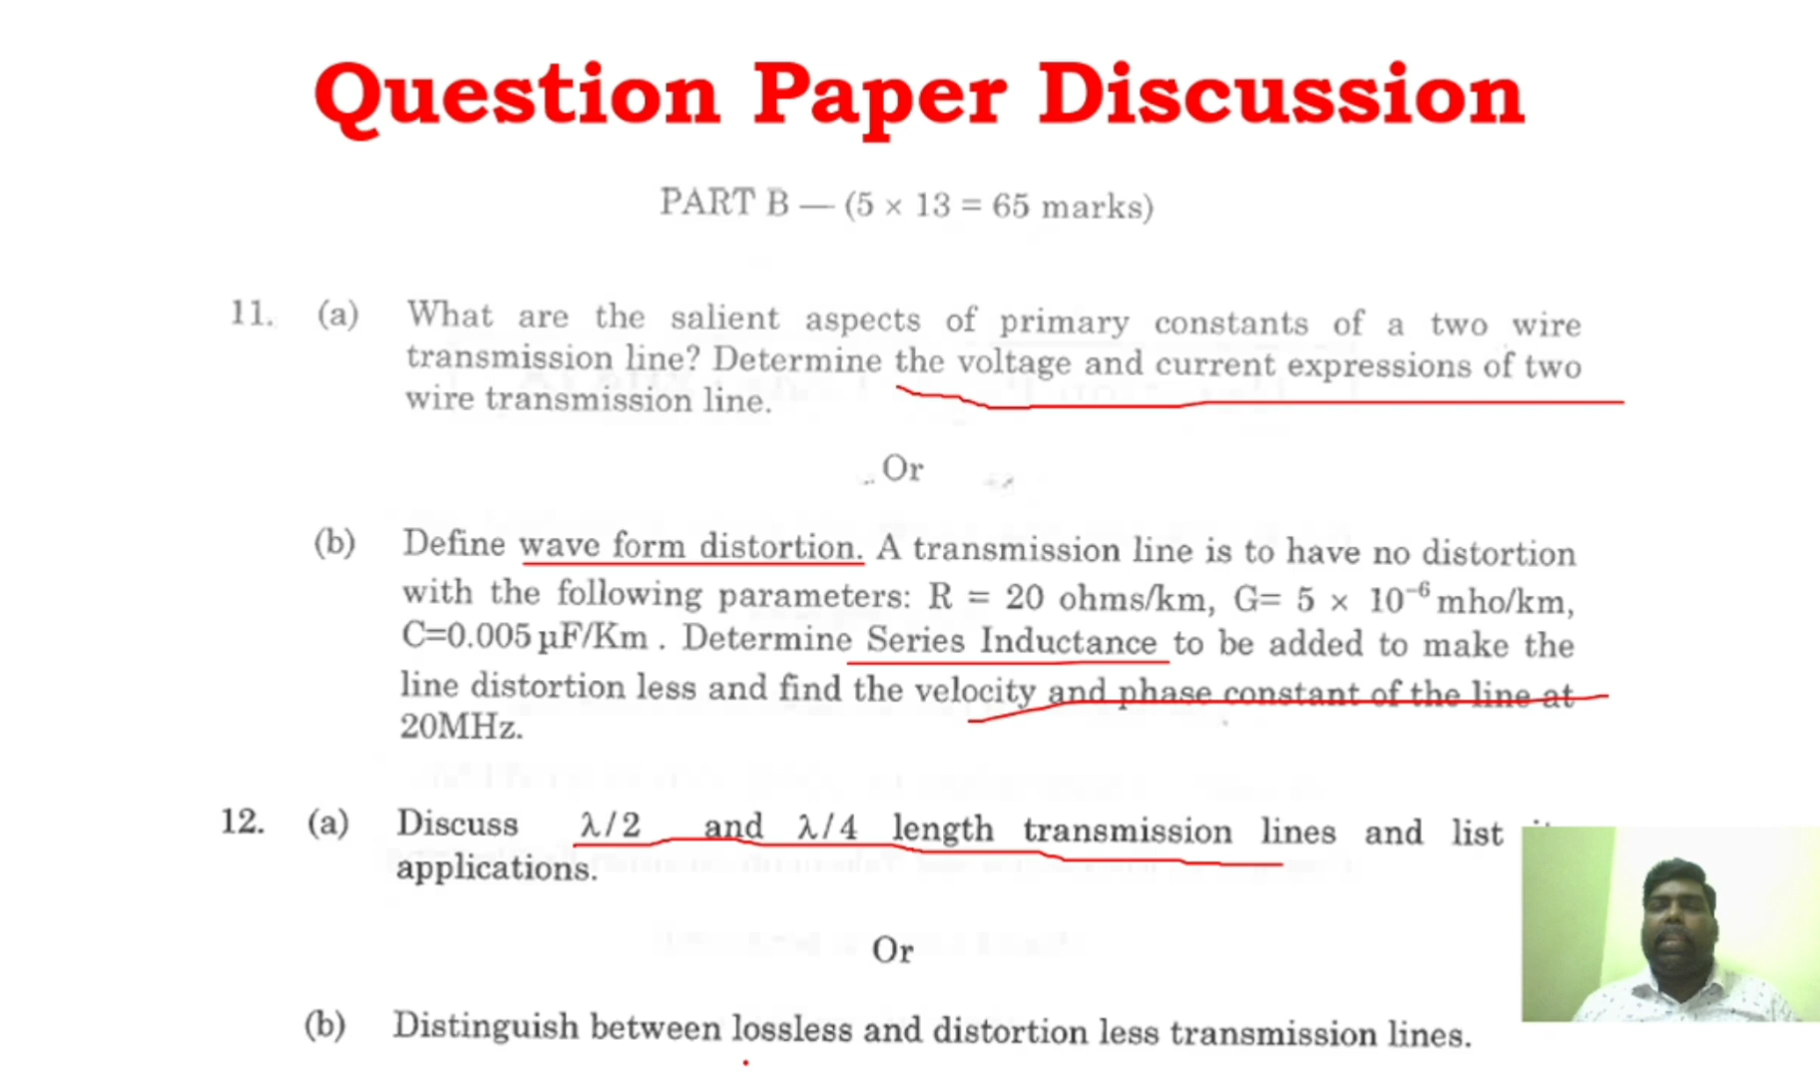 Question Paper Discussion
PART B — (5 × 13 = 65 marks)
11. (a) What are the salient aspects of primary constants of a two wire
transmission line? Determine the voltage and current expressions of two
wire transmission line.
Or
(b) Define wave form distortion. A transmission line is to have no distortion
with the following parameters: R = 20 ohms/km, G= 5 × 10⁻⁶ mho/km,
C=0.005 µF/Km . Determine Series Inductance to be added to make the
line distortion less and find the velocity and phase constant of the line at
20MHz.
12. (a) Discuss λ/2 and λ/4 length transmission lines and list
applications.
Or
(b) Distinguish between lossless and distortion less transmission lines.